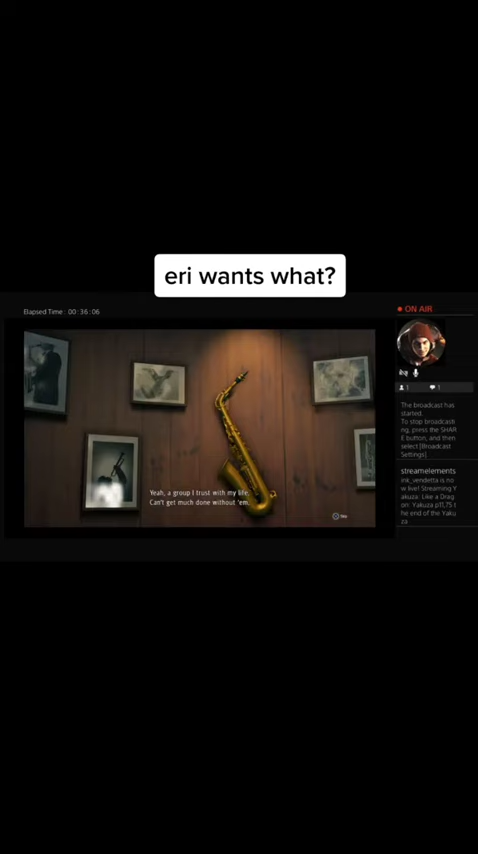 eri wants what?
Elapsed Time : 00:36:06
ON AIR
1 1
The broadcast has
started.
To stop broadcasti
ng, press the SHAR
E button, and then
select [Broadcast
Settings]
streamelements
ink_vendetta is no
w live! Streaming Y
akuza: Like a Drag
on: Yakuza p11,75 t
he end of the Yaku
za
Yeah, a group I trust with my life.
Can't get much done without 'em.
Skip